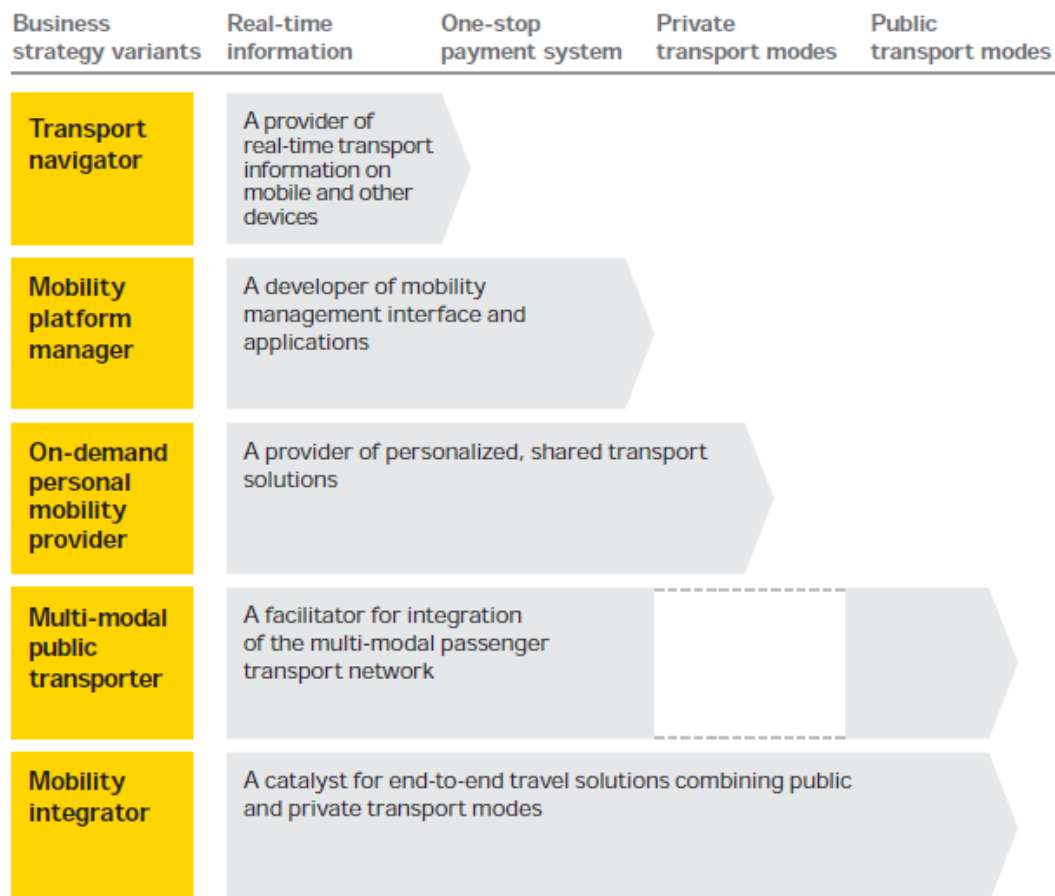 Business
strategy variants
Real-time
information
One-stop
payment system
Private
transport modes
Public
transport modes
Transport
navigator
A provider of
real-time transport
information on
mobile and other
devices
Mobility
platform
manager
A developer of mobility
management interface and
applications
On-demand
personal
mobility
provider
A provider of personalized, shared transport
solutions
Multi-modal
public
transporter
A facilitator for integration
of the multi-modal passenger
transport network
Mobility
integrator
A catalyst for end-to-end travel solutions combining public
and private transport modes